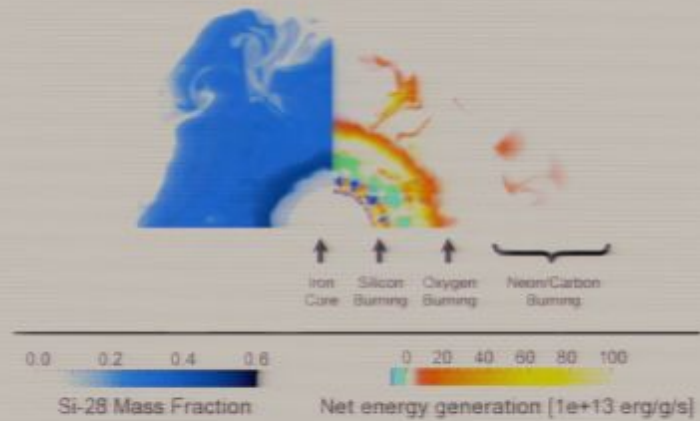 Iron
Core
Silicon
Burning
Oxygen
Burning
Neon/Carbon
Burning
0.0 0.2 0.4 0.6
Si-28 Mass Fraction
0 20 40 60 80 100
Net energy generation [1e+13 erg/g/s]